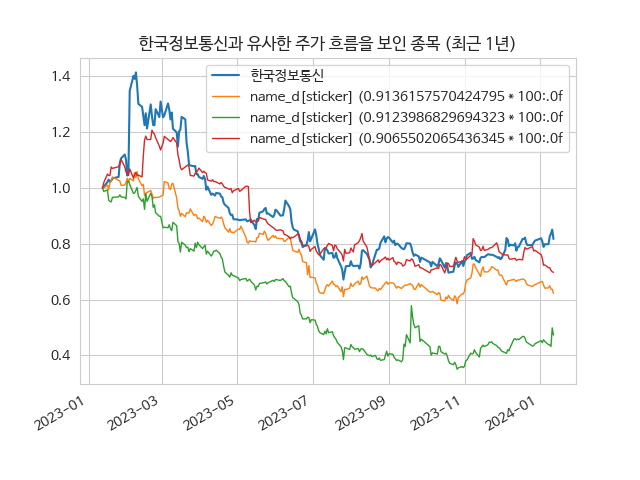 한국정보통신과 유사한 주가 흐름을 보인 종목 (최근 1년)
한국정보통신
name_d[sticker] (0.9136157570424795 * 100:.0f
name_d[sticker] (0.9123986829694323 * 100:.0f
name_d[sticker] (0.9065502065436345 * 100:.0f
1.4
1.2
1.0
0.8
0.6
0.4
2023-01
2023-03
2023-05
2023-07
2023-09
2023-11
2024-01